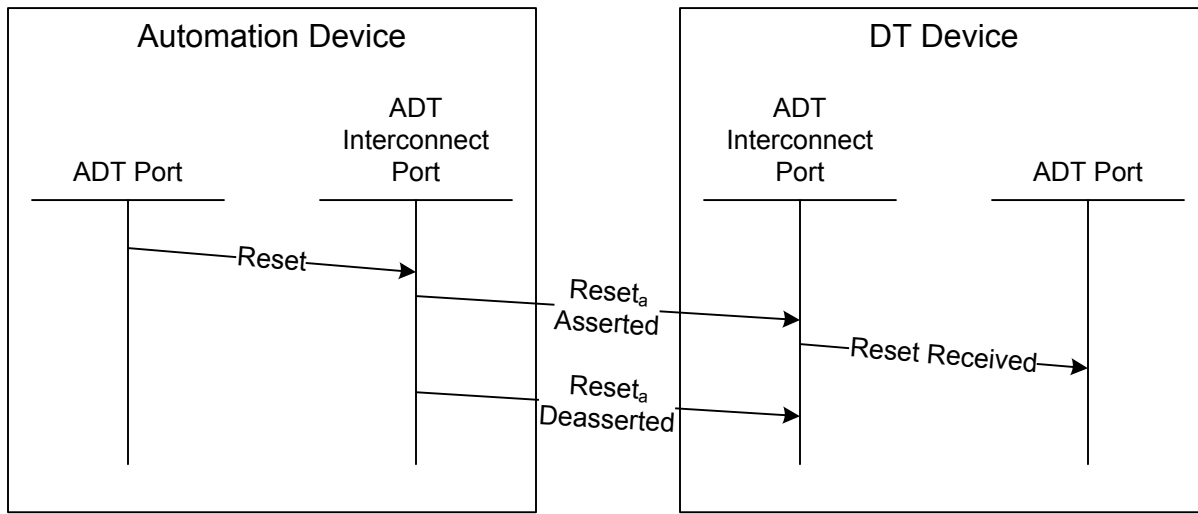 Automation Device
DT Device
ADT
Interconnect
Port
ADT
Interconnect
Port
ADT Port
ADT Port
Reset
Resetₐ
Asserted
Reset Received
Resetₐ
Deasserted